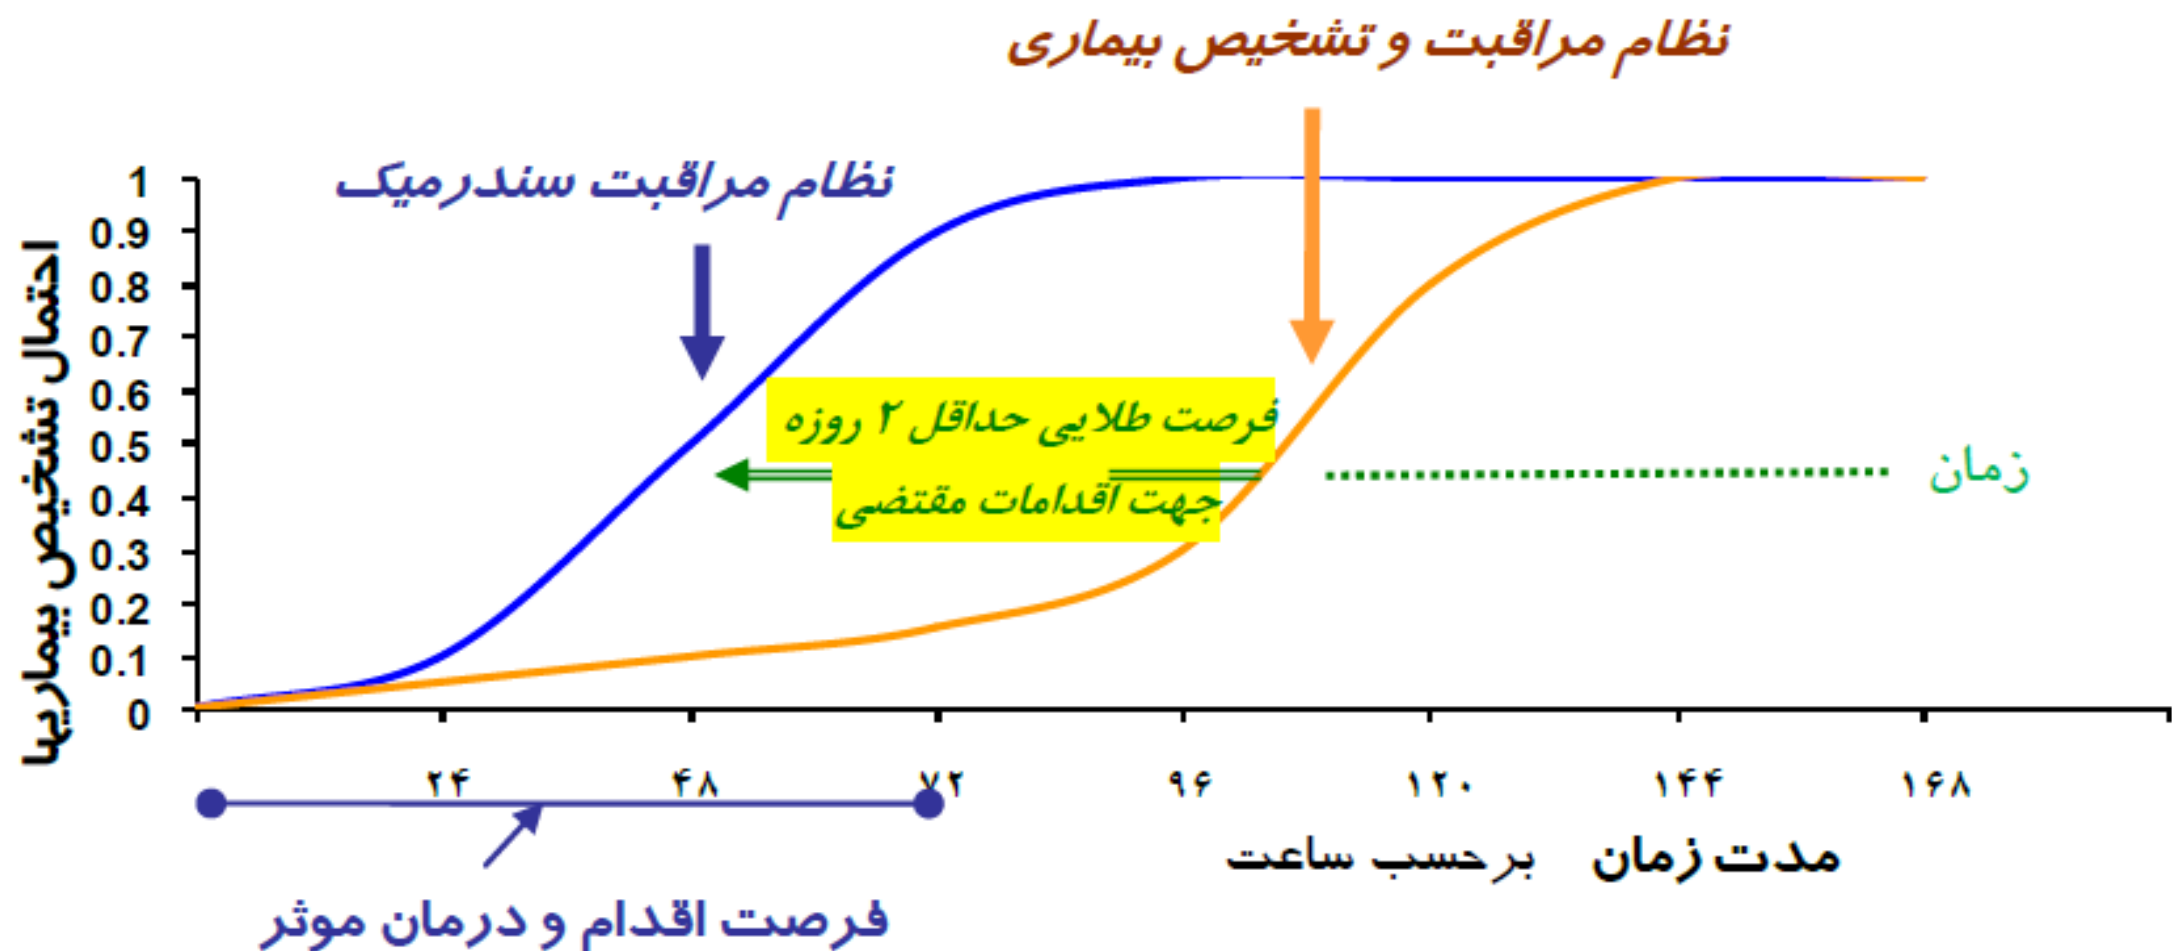 نظام مراقبت و تشخیص بیماری
نظام مراقبت سندرمیک
احتمال تشخیص بیماریها
1
0.9
0.8
0.7
0.6
0.5
0.4
0.3
0.2
0.1
0
فرصت طلایی حداقل ۲ روزه
جهت اقدامات مقتضی
زمان
۲۴ ۴۸ ۷۲ ۹۶ ۱۲۰ ۱۴۴ ۱۶۸
مدت زمان بر حسب ساعت
فرصت اقدام و درمان موثر